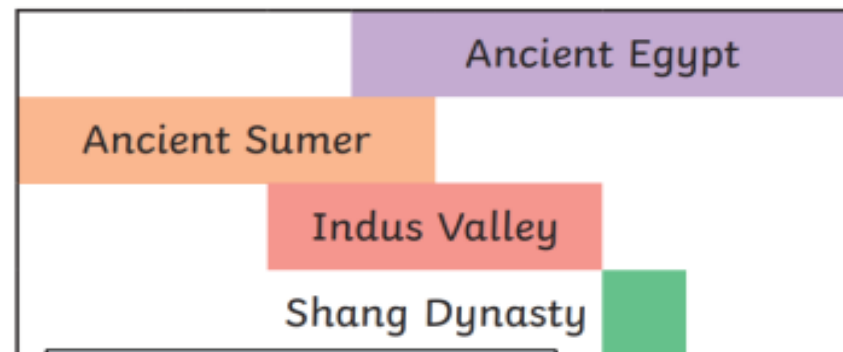 Ancient Egypt
Ancient Sumer
Indus Valley
Shang Dynasty